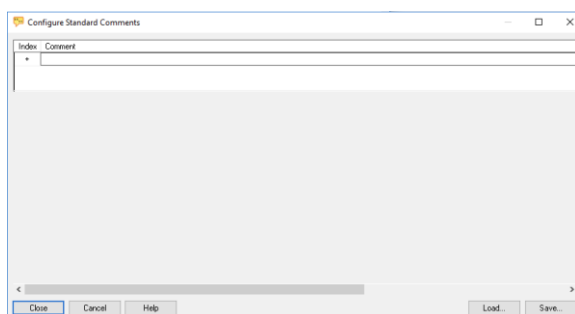 Configure Standard Comments
Index Comment
*
Close Cancel Help Load... Save...